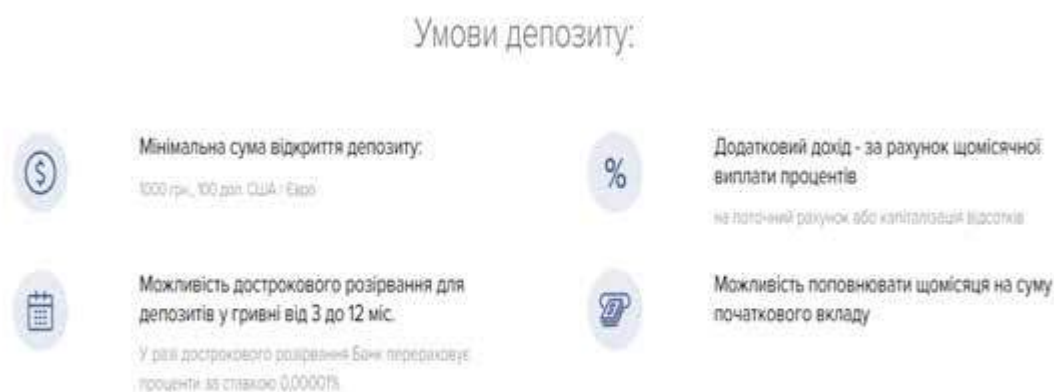 Умови депозиту:
Мінімальна сума відкриття депозиту:
1000 грн., 100 дол. США / Євро
Додатковий дохід - за рахунок щомісячної
виплати процентів
на поточний рахунок або капіталізація відсотків
Можливість дострокового розірвання для
депозитів у гривні від 3 до 12 міс.
У разі дострокового розірвання Банк перераховує
проценти за ставкою 0,00001%
Можливість поповнювати щомісяця на суму
початкового вкладу